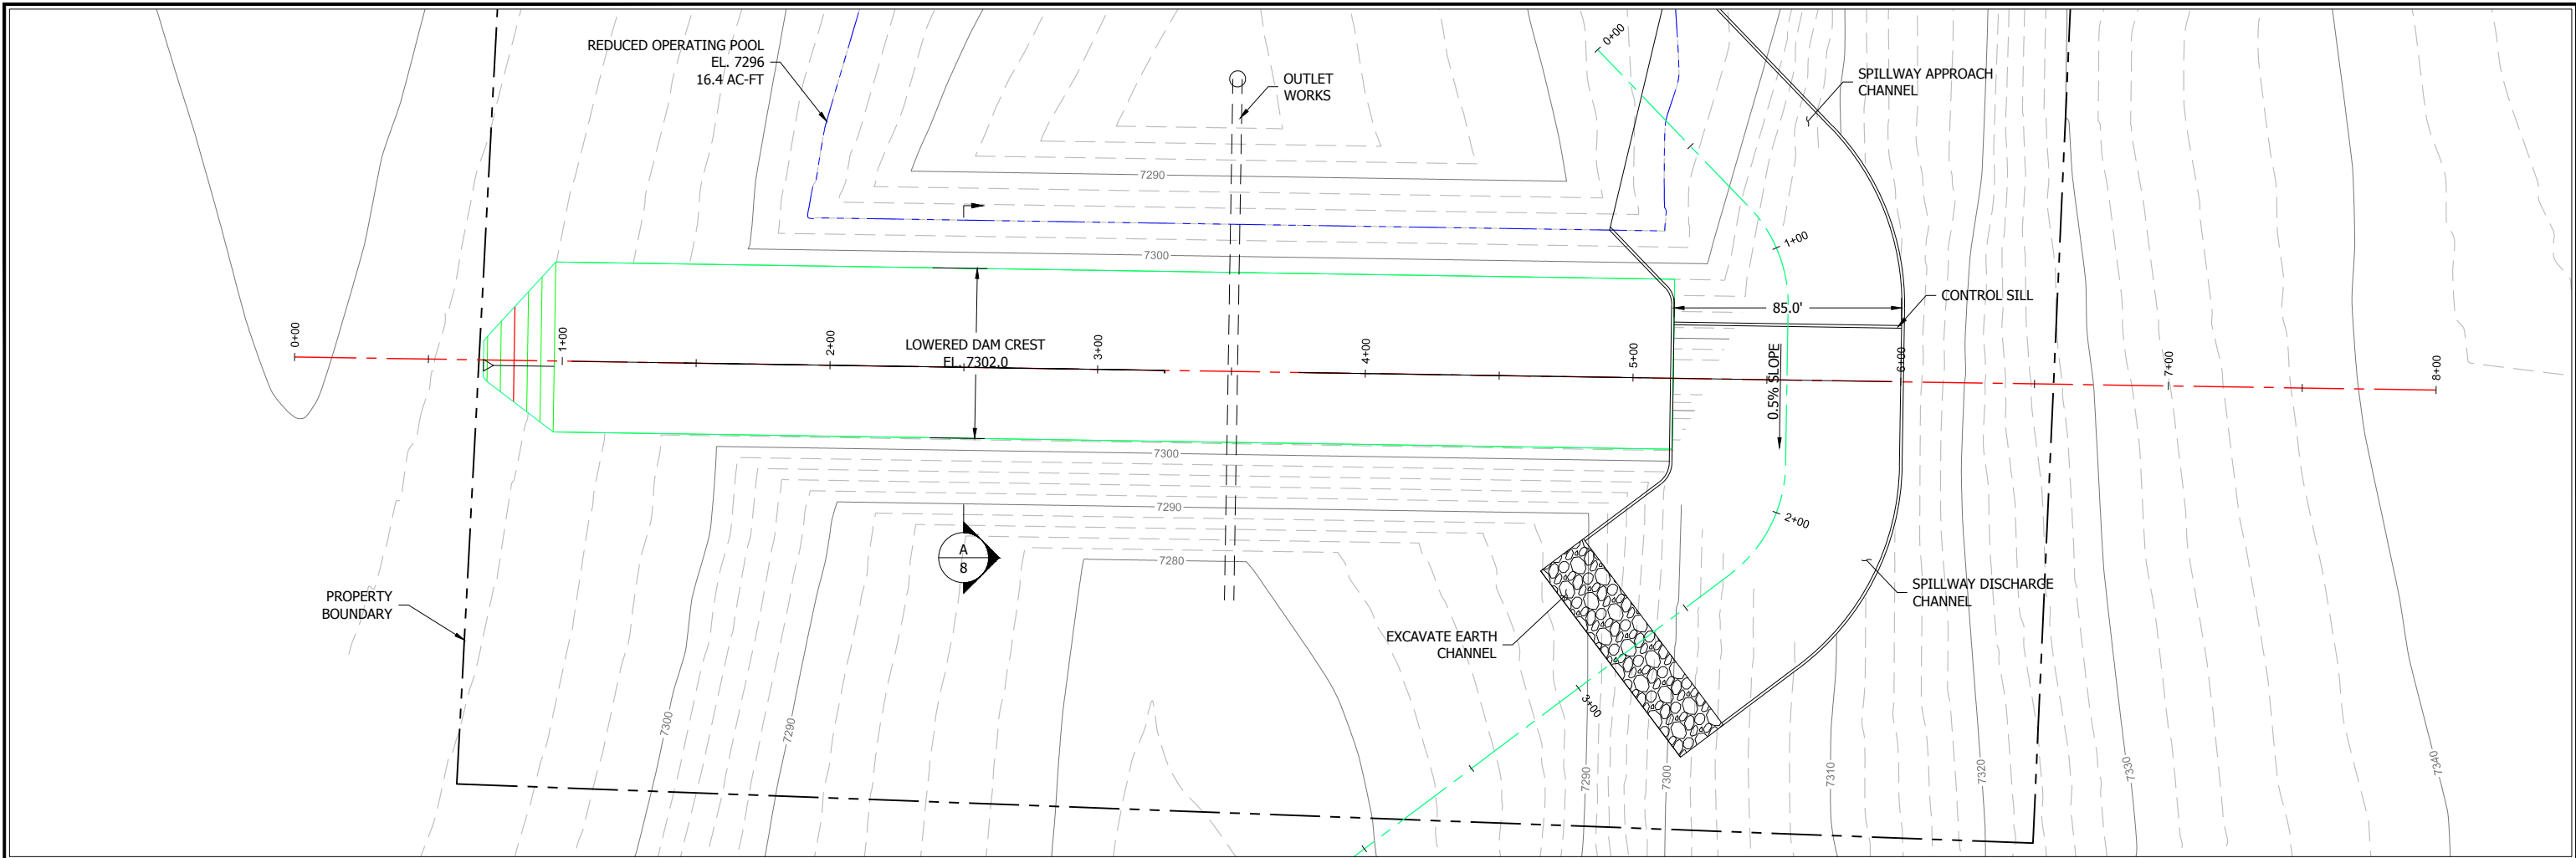 REDUCED OPERATING POOL
EL. 7296
16.4 AC-FT
OUTLET
WORKS
0+00
SPILLWAY APPROACH
CHANNEL
7290
1+00
7300
CONTROL SILL
85.0'
0+00
1+00
2+00
LOWERED DAM CREST
EL. 7302.0
3+00
4+00
5+00
0.5% SLOPE
6+00
7+00
8+00
7300
7290
2+00
A
8
7280
PROPERTY
BOUNDARY
SPILLWAY DISCHARGE
CHANNEL
EXCAVATE EARTH
CHANNEL
3+00
7300
7290
7290
7300
7310
7320
7330
7340